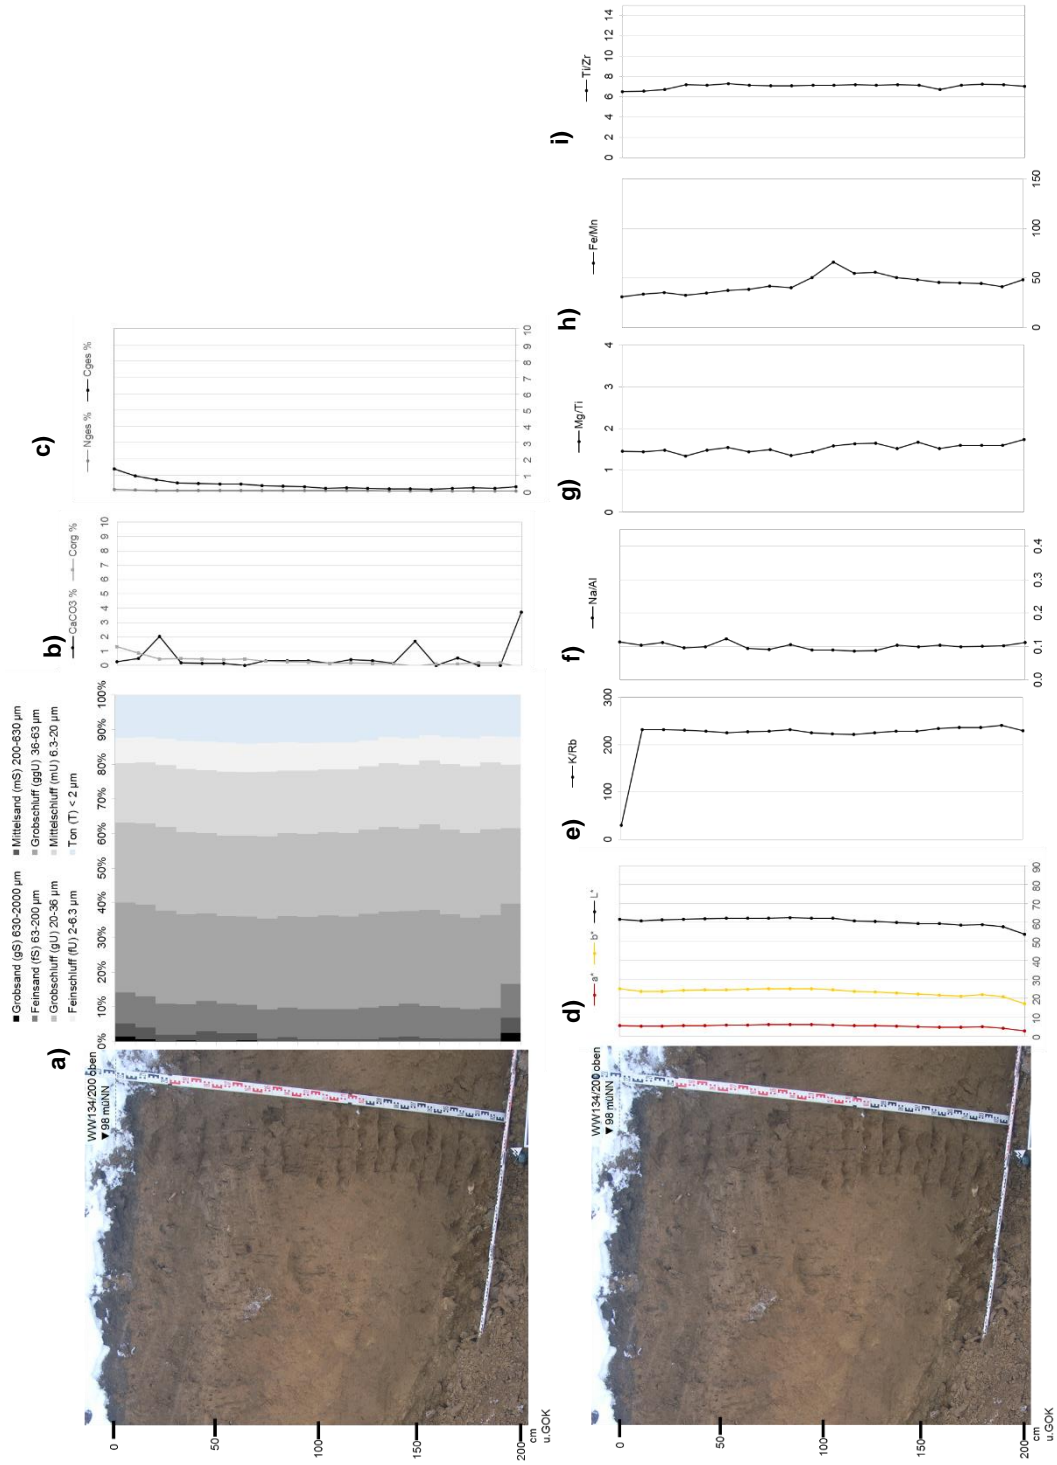 a)
■ Grobsand (gS) 630-2000 µm
■ Mittelsand (mS) 200-630 µm
■ Feinsand (fS) 63-200 µm
■ Grobschluff (ggU) 36-63 µm
■ Grobschluff (gU) 20-36 µm
■ Mittelschluff (mU) 6.3-20 µm
Feinschluff (fU) 2-6.3 µm
Ton (T) < 2 µm
0% 10% 20% 30% 40% 50% 60% 70% 80% 90% 100%
WW134/200 oben
▼98 müNN
0
50
100
150
200
cm
u.GOK
b)
CaCO3 % Corg %
0 1 2 3 4 5 6 7 8 9 10
c)
Nges % Cges %
0 1 2 3 4 5 6 7 8 9 10
WW134/200 oben
▼98 müNN
0
50
100
150
200
cm
u.GOK
d)
a* b* L*
0 10 20 30 40 50 60 70 80 90
e)
K/Rb
0 100 200 300
f)
Na/Al
0.0 0.1 0.2 0.3 0.4
g)
Mg/Ti
0 1 2 3 4
h)
Fe/Mn
0 50 100 150
i)
Ti/Zr
0 2 4 6 8 10 12 14